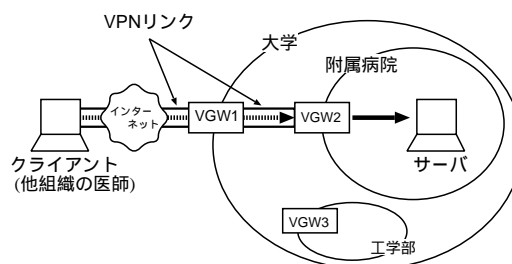 VPNリンク
大学
附属病院
インター
ネット
VGW1
VGW2
クライアント
(他組織の医師)
サーバ
VGW3
工学部